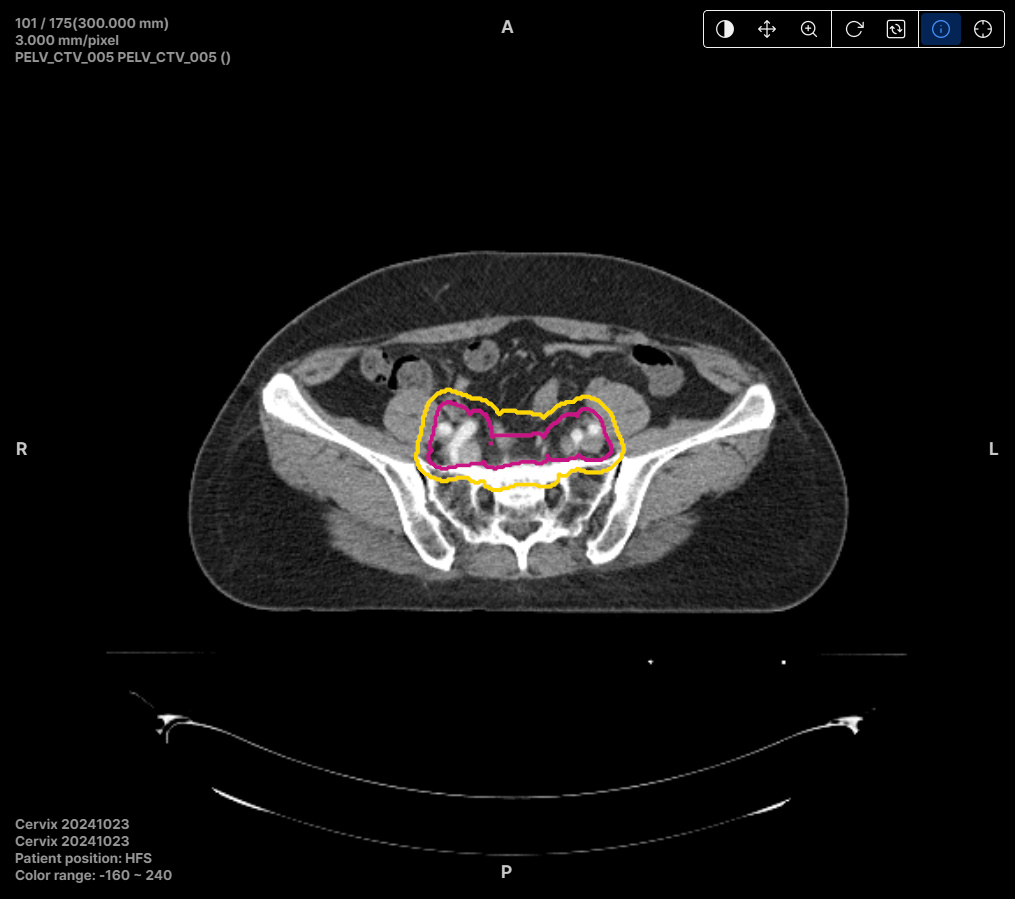 101 / 175(300.000 mm)
3.000 mm/pixel
PELV_CTV_005 PELV_CTV_005 ()
A
R
L
Cervix 20241023
Cervix 20241023
Patient position: HFS
Color range: -160 ~ 240
P